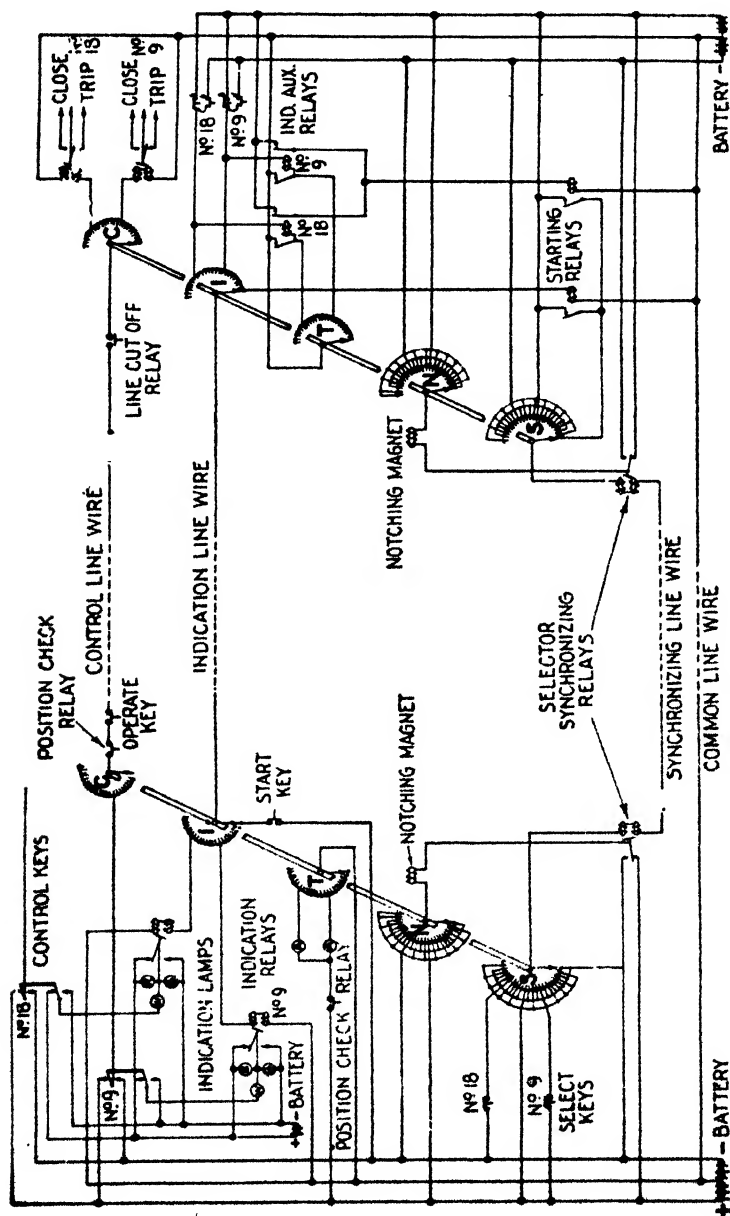 CLOSE
Nº
TRIP 18
CLOSE Nº
TRIP 9
C
LINE CUT OFF
RELAY
Nº 18
Nº 9
IND. AUX.
RELAYS
Nº
9
Nº
18
I
T
STARTING
RELAYS
NOTCHING MAGNET
N
S
BATTERY -
POSITION CHECK
RELAY
CONTROL LINE WIRE
OPERATE
KEY
INDICATION LINE WIRE
SELECTOR
SYNCHRONIZING
RELAYS
SYNCHRONIZING LINE WIRE
COMMON LINE WIRE
CONTROL KEYS
Nº 18
Nº 9
C
I
START
KEY
INDICATION LAMPS
INDICATION
RELAYS
Nº 9
+ - BATTERY
POSITION CHECK RELAY
T
NOTCHING MAGNET
N
S
Nº 18
Nº 9
SELECT
KEYS
+ - BATTERY